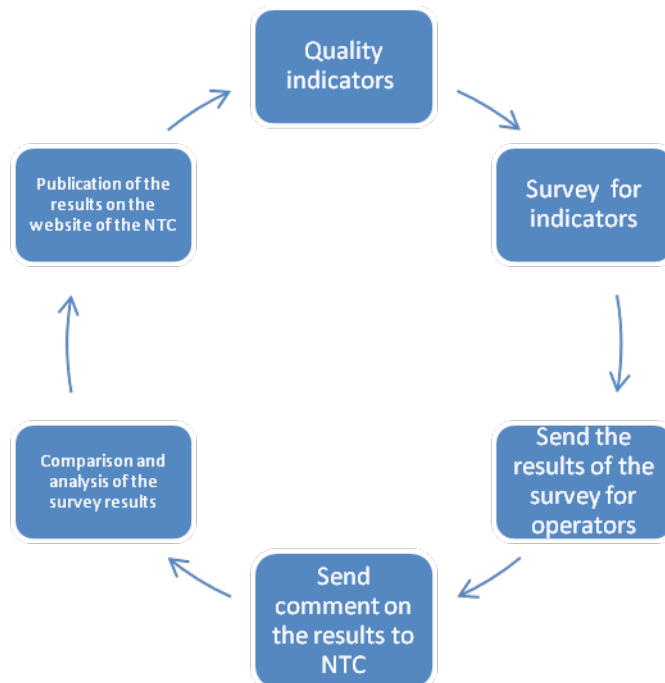 Quality
indicators
Survey for
indicators
Send the
results of the
survey for
operators
Send
comment on
the results to
NTC
Comparison and
analysis of the
survey results
Publication of the
results on the
website of the NTC